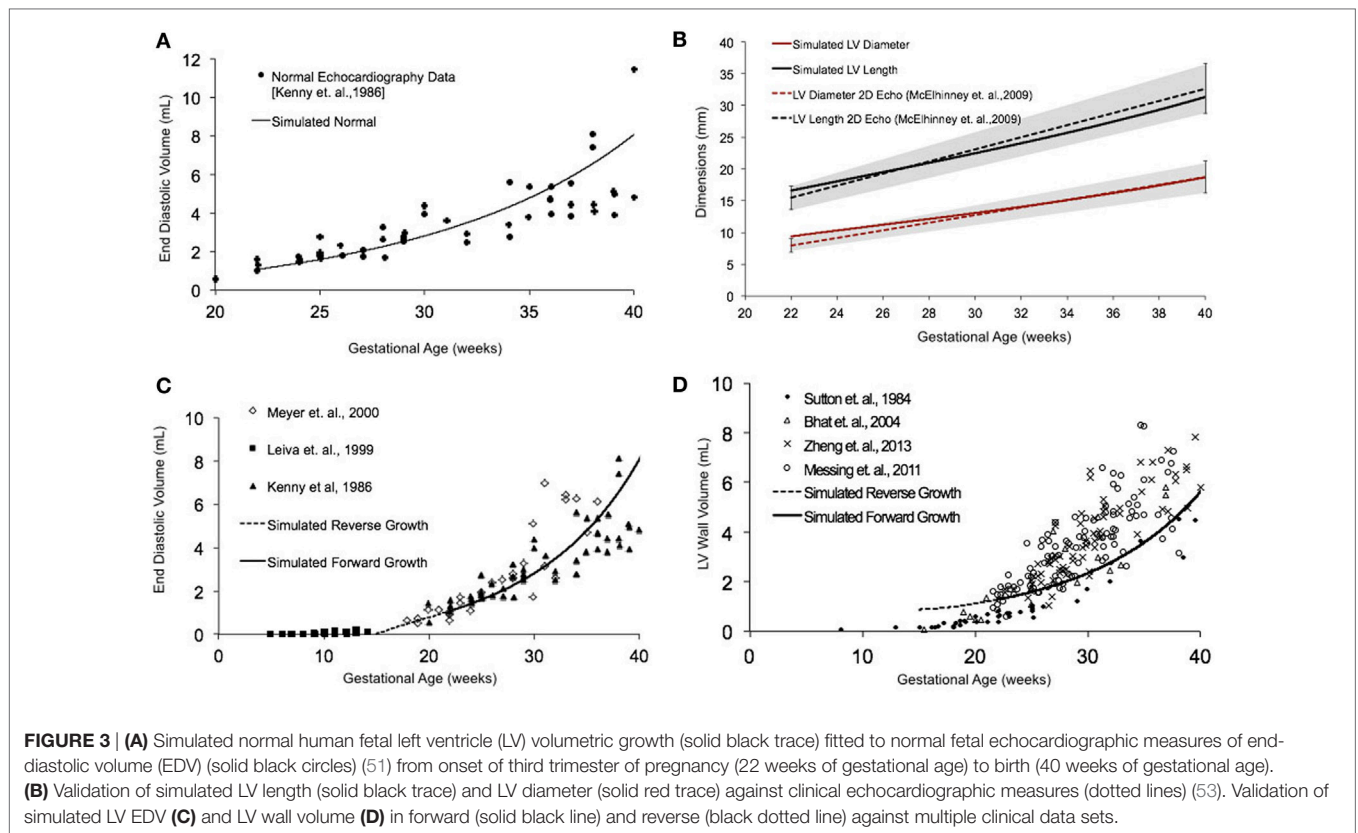 A
12
10
8
6
4
2
0
20
25
30
35
40
End Diastolic Volume (mL)
Gestational Age (weeks)
Normal Echocardiography Data
[Kenny et. al.,1986]
Simulated Normal
B
40
35
30
25
20
15
10
5
0
20
22
24
26
28
30
32
34
36
38
40
Dimensions (mm)
Gestational Age (weeks)
Simulated LV Diameter
Simulated LV Length
LV Diameter 2D Echo (McElhinney et. al.,2009)
LV Length 2D Echo (McElhinney et. al.,2009)
C
10
8
6
4
2
0
0
10
20
30
40
End Diastolic Volume (mL)
Gestational Age (weeks)
Meyer et. al., 2000
Leiva et. al., 1999
Kenny et al, 1986
Simulated Reverse Growth
Simulated Forward Growth
D
10
8
6
4
2
0
0
10
20
30
40
LV Wall Volume (mL)
Gestational Age (weeks)
Sutton et. al., 1984
Bhat et. al., 2004
Zheng et. al., 2013
Messing et. al., 2011
Simulated Reverse Growth
Simulated Forward Growth
FIGURE 3 | (A) Simulated normal human fetal left ventricle (LV) volumetric growth (solid black trace) fitted to normal fetal echocardiographic measures of end-
diastolic volume (EDV) (solid black circles) (51) from onset of third trimester of pregnancy (22 weeks of gestational age) to birth (40 weeks of gestational age).
(B) Validation of simulated LV length (solid black trace) and LV diameter (solid red trace) against clinical echocardiographic measures (dotted lines) (53). Validation of
simulated LV EDV (C) and LV wall volume (D) in forward (solid black line) and reverse (black dotted line) against multiple clinical data sets.